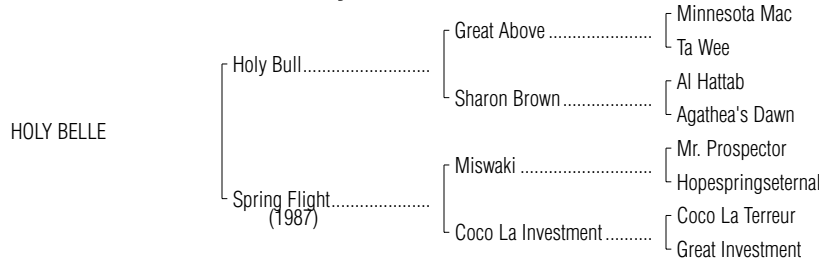 Minnesota Mac
Great Above ......................
Ta Wee
Holy Bull...........................
Al Hattab
Sharon Brown...................
Agathea's Dawn
HOLY BELLE
Mr. Prospector
Miswaki ............................
Hopespringseternal
Spring Flight.....................
(1987)
Coco La Terreur
Coco La Investment ..........
Great Investment